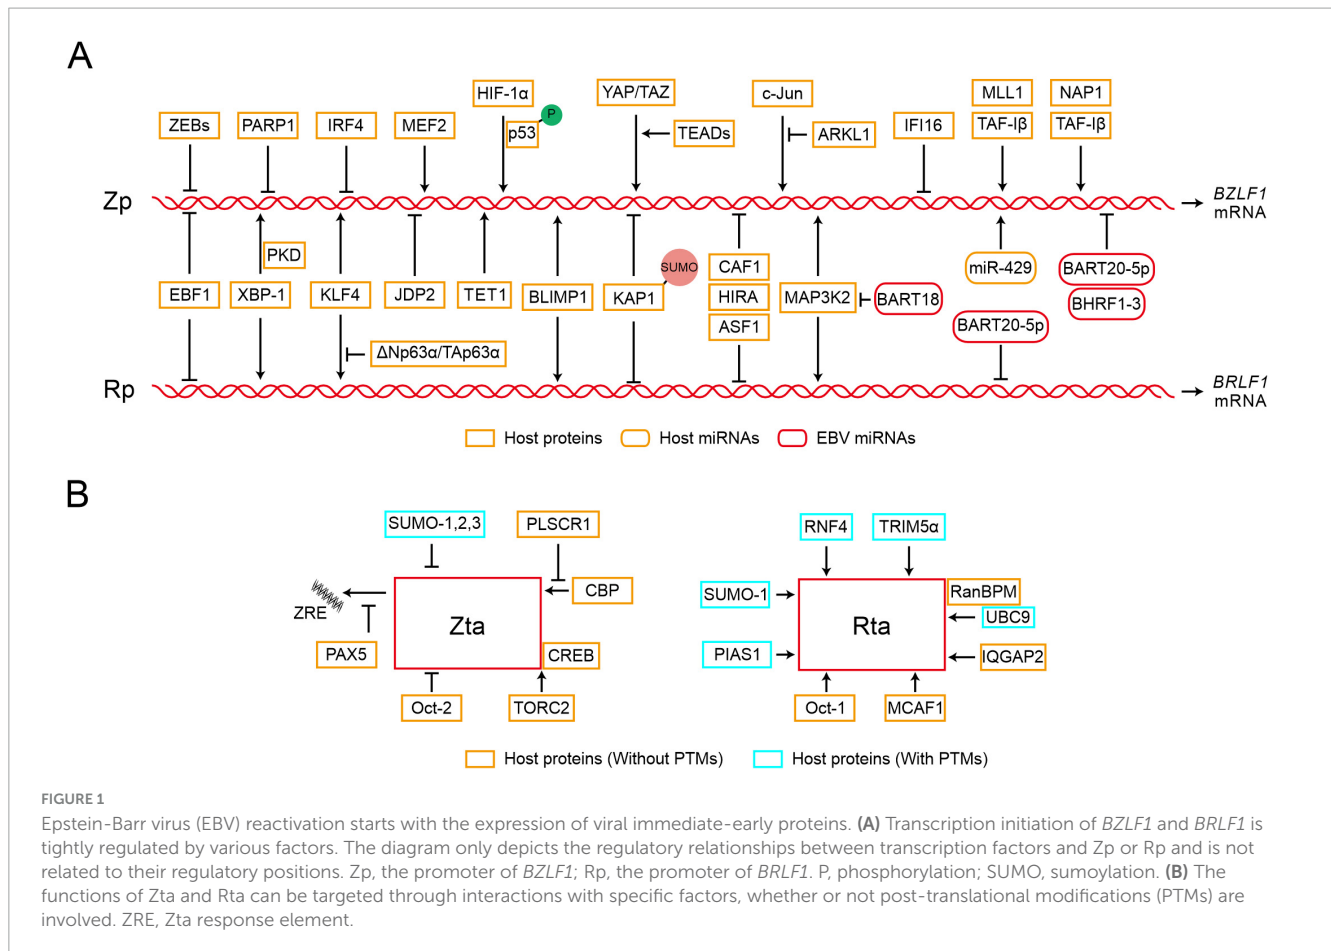 A
ZEBs
PARP1
IRF4
MEF2
HIF-1α
p53
P
YAP/TAZ
TEADs
c-Jun
ARKL1
IFI16
MLL1
TAF-Iβ
NAP1
TAF-Iβ
Zp
BZLF1
mRNA
EBF1
PKD
XBP-1
KLF4
JDP2
TET1
BLIMP1
SUMO
KAP1
CAF1
HIRA
ASF1
MAP3K2
BART18
miR-429
BART20-5p
BART20-5p
BHRF1-3
ΔNp63α/TAp63α
Rp
BRLF1
mRNA
Host proteins
Host miRNAs
EBV miRNAs
B
SUMO-1,2,3
PLSCR1
CBP
ZRE
Zta
PAX5
CREB
Oct-2
TORC2
RNF4
TRIM5α
SUMO-1
RanBPM
UBC9
Rta
PIAS1
IQGAP2
Oct-1
MCAF1
Host proteins (Without PTMs)
Host proteins (With PTMs)
FIGURE 1
Epstein-Barr virus (EBV) reactivation starts with the expression of viral immediate-early proteins. (A) Transcription initiation of BZLF1 and BRLF1 is
tightly regulated by various factors. The diagram only depicts the regulatory relationships between transcription factors and Zp or Rp and is not
related to their regulatory positions. Zp, the promoter of BZLF1; Rp, the promoter of BRLF1. P, phosphorylation; SUMO, sumoylation. (B) The
functions of Zta and Rta can be targeted through interactions with specific factors, whether or not post-translational modifications (PTMs) are
involved. ZRE, Zta response element.